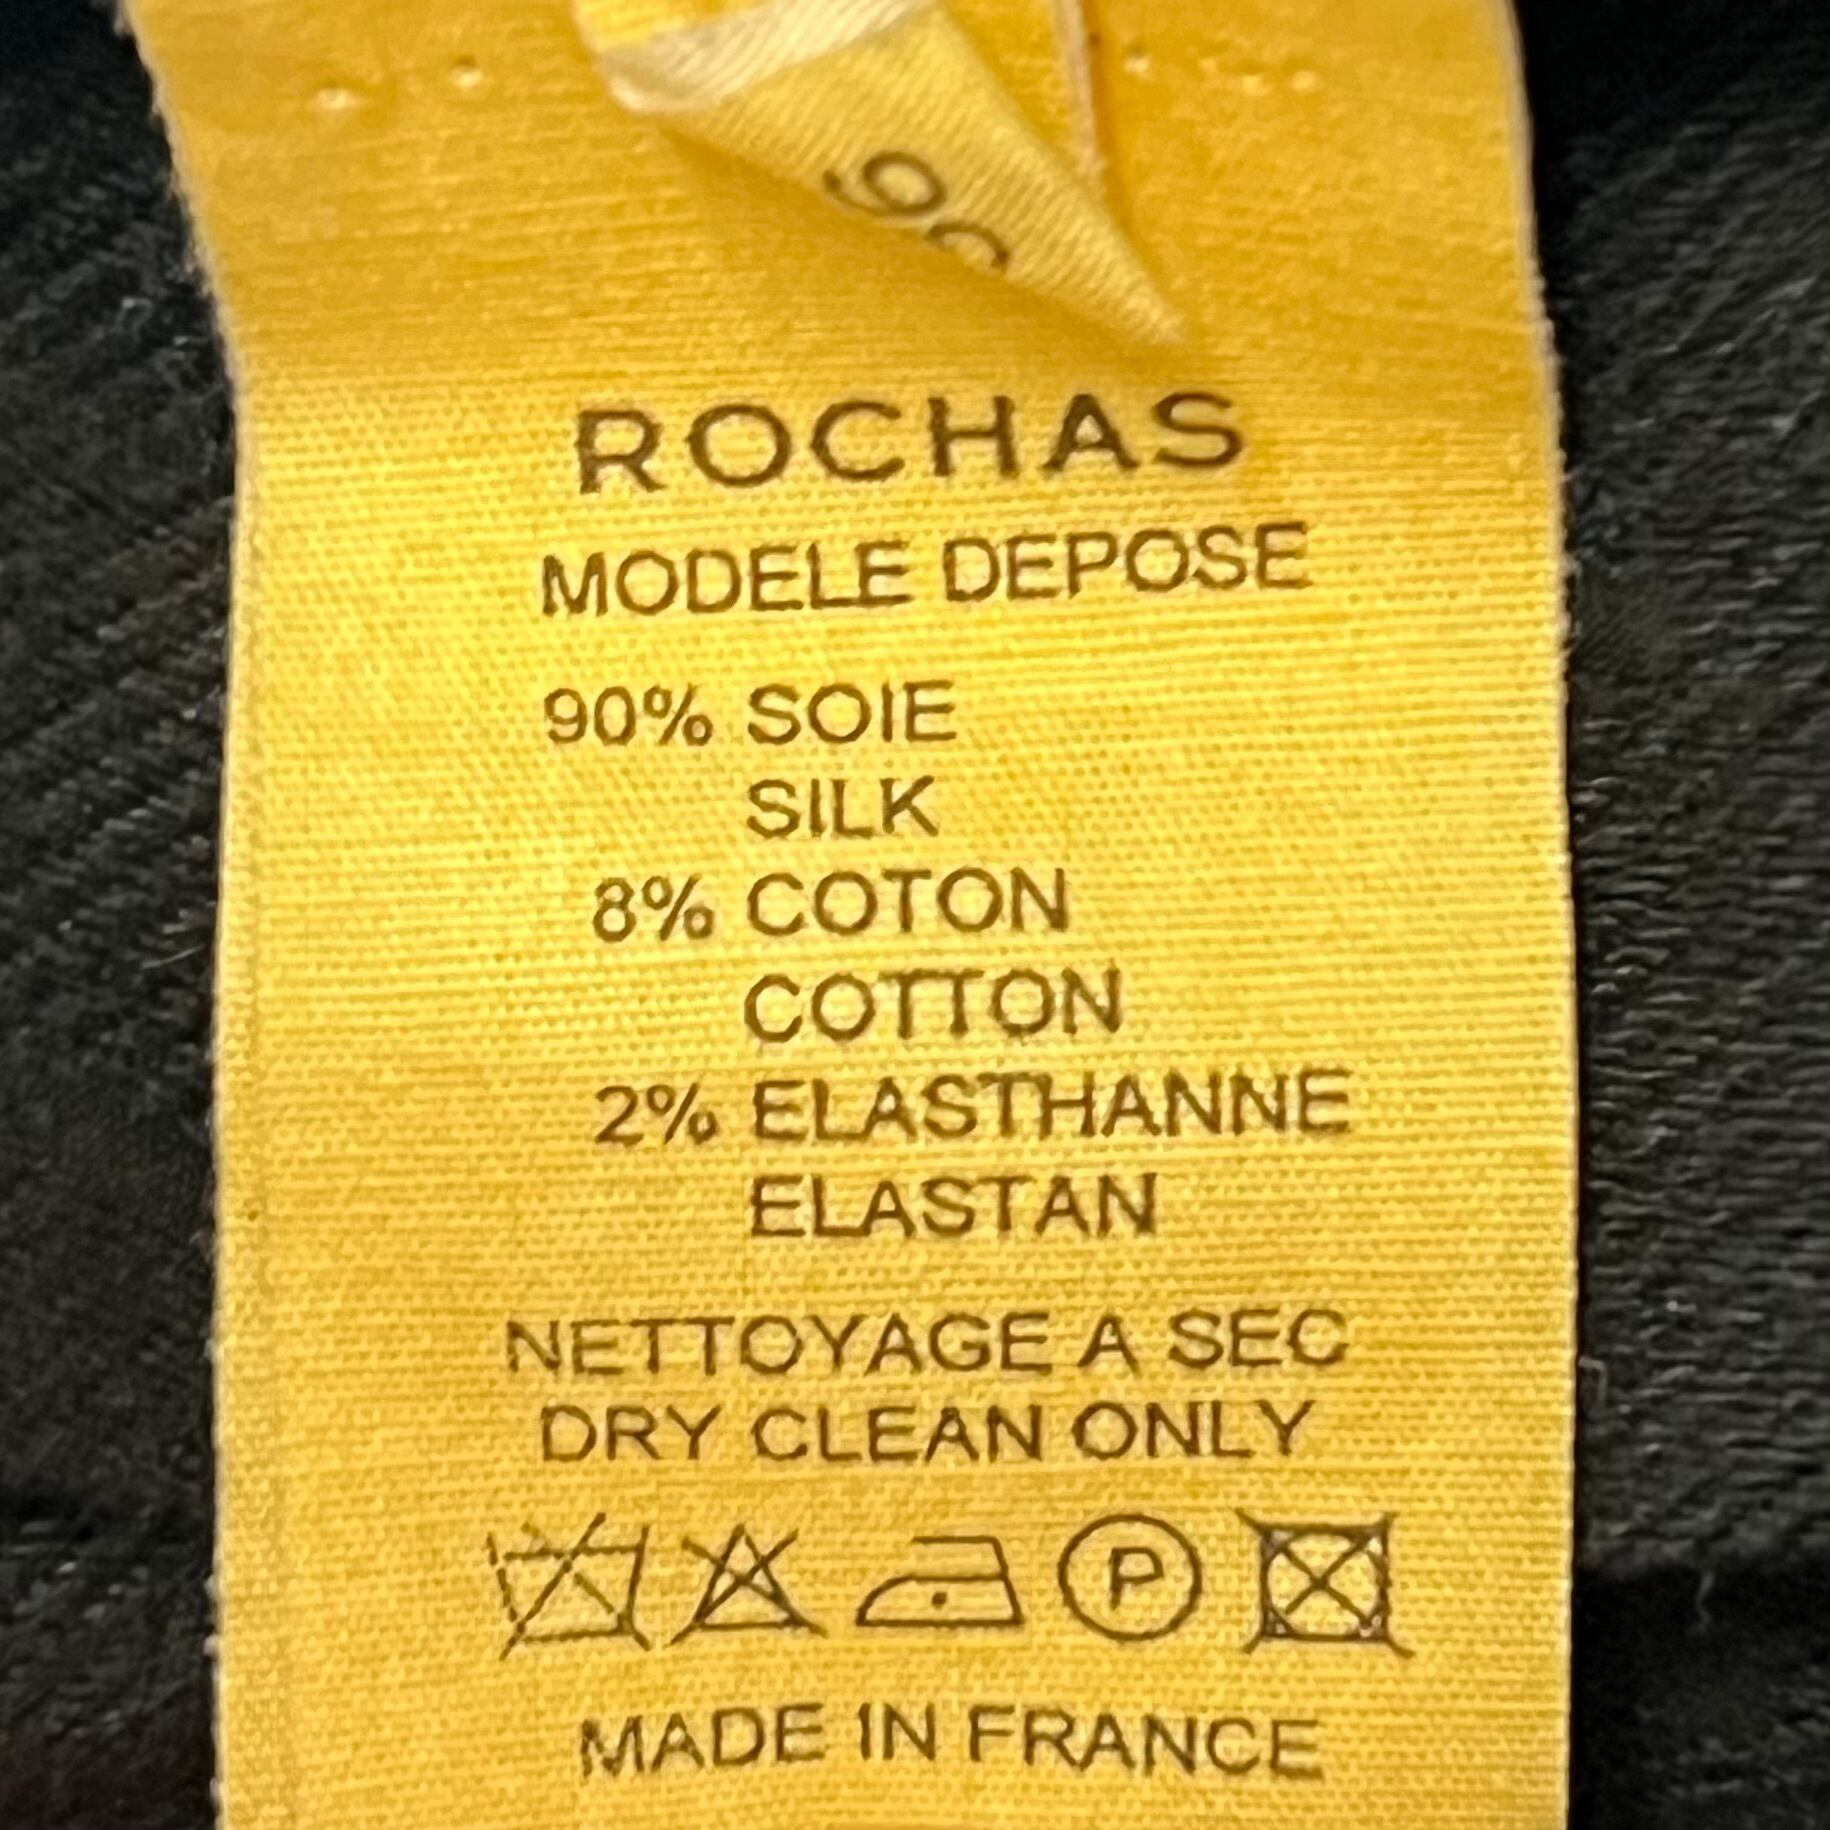 ROCHAS
MODELE DEPOSE
90% SOIE
SILK
8% COTON
COTTON
2% ELASTHANNE
ELASTAN
NETTOYAGE A SEC
DRY CLEAN ONLY
P
MADE IN FRANCE